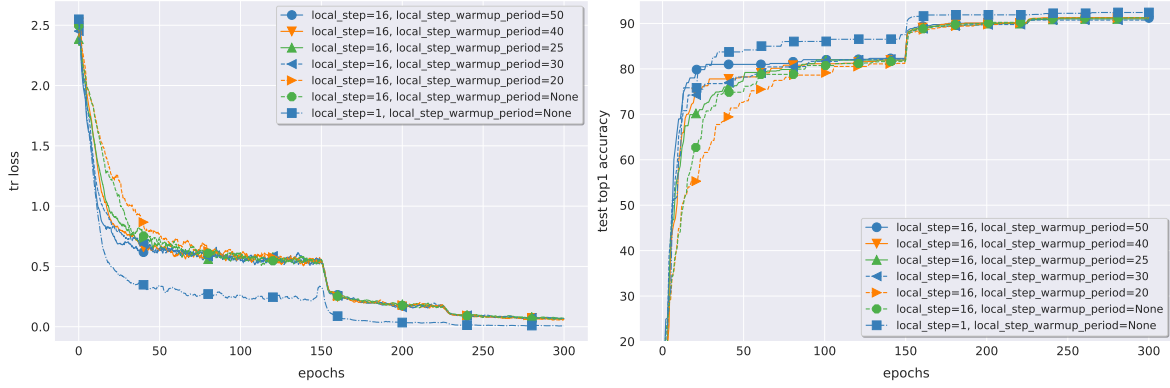 tr loss
2.5
2.0
1.5
1.0
0.5
0.0
local_step=16, local_step_warmup_period=50
local_step=16, local_step_warmup_period=40
local_step=16, local_step_warmup_period=25
local_step=16, local_step_warmup_period=30
local_step=16, local_step_warmup_period=20
local_step=16, local_step_warmup_period=None
local_step=1, local_step_warmup_period=None
0 50 100 150 200 250 300
epochs
test top1 accuracy
90
80
70
60
50
40
30
20
local_step=16, local_step_warmup_period=50
local_step=16, local_step_warmup_period=40
local_step=16, local_step_warmup_period=25
local_step=16, local_step_warmup_period=30
local_step=16, local_step_warmup_period=20
local_step=16, local_step_warmup_period=None
local_step=1, local_step_warmup_period=None
0 50 100 150 200 250 300
epochs